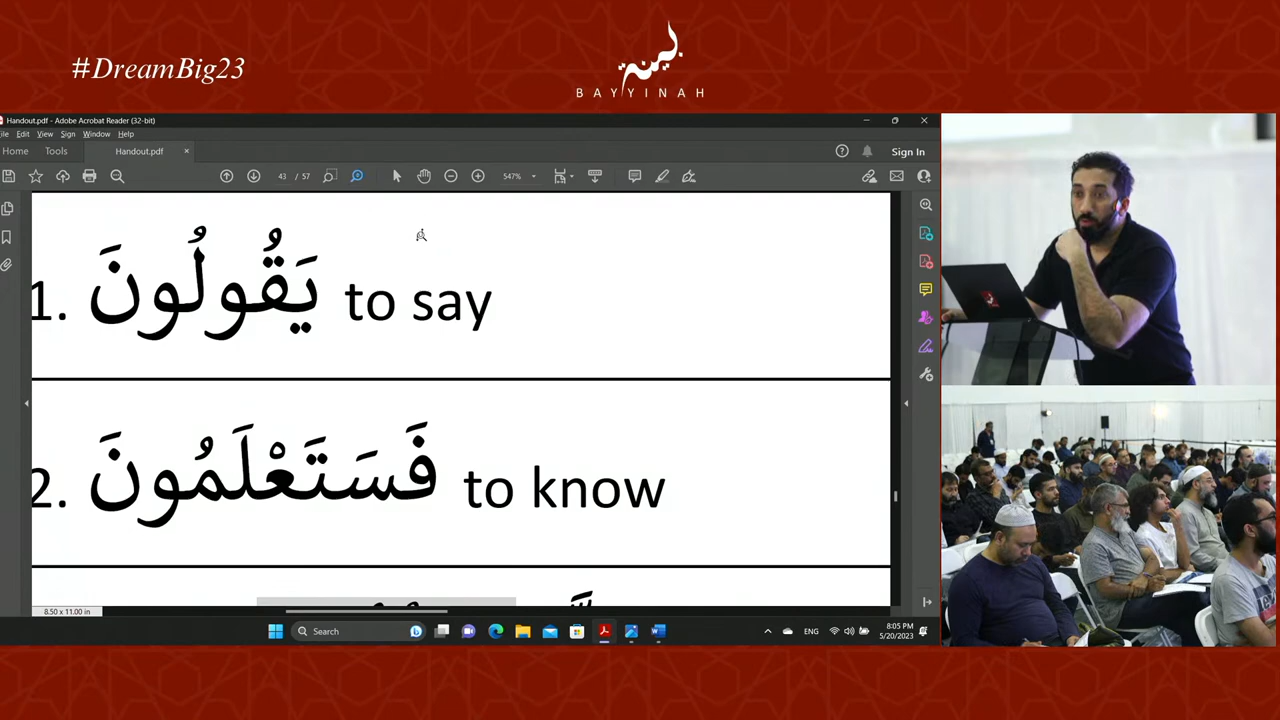 #DreamBig23
بينة
BAYYINAH
Handout.pdf - Adobe Acrobat Reader (32-bit)
ile Edit View Sign Window Help
Home Tools Handout.pdf × Sign In
43 / 57 547%
1. يَقُولُونَ to say
2. فَسَتَعْلَمُونَ to know
8.50 x 11.00 in
Search
ENG
8:05 PM
5/20/2023